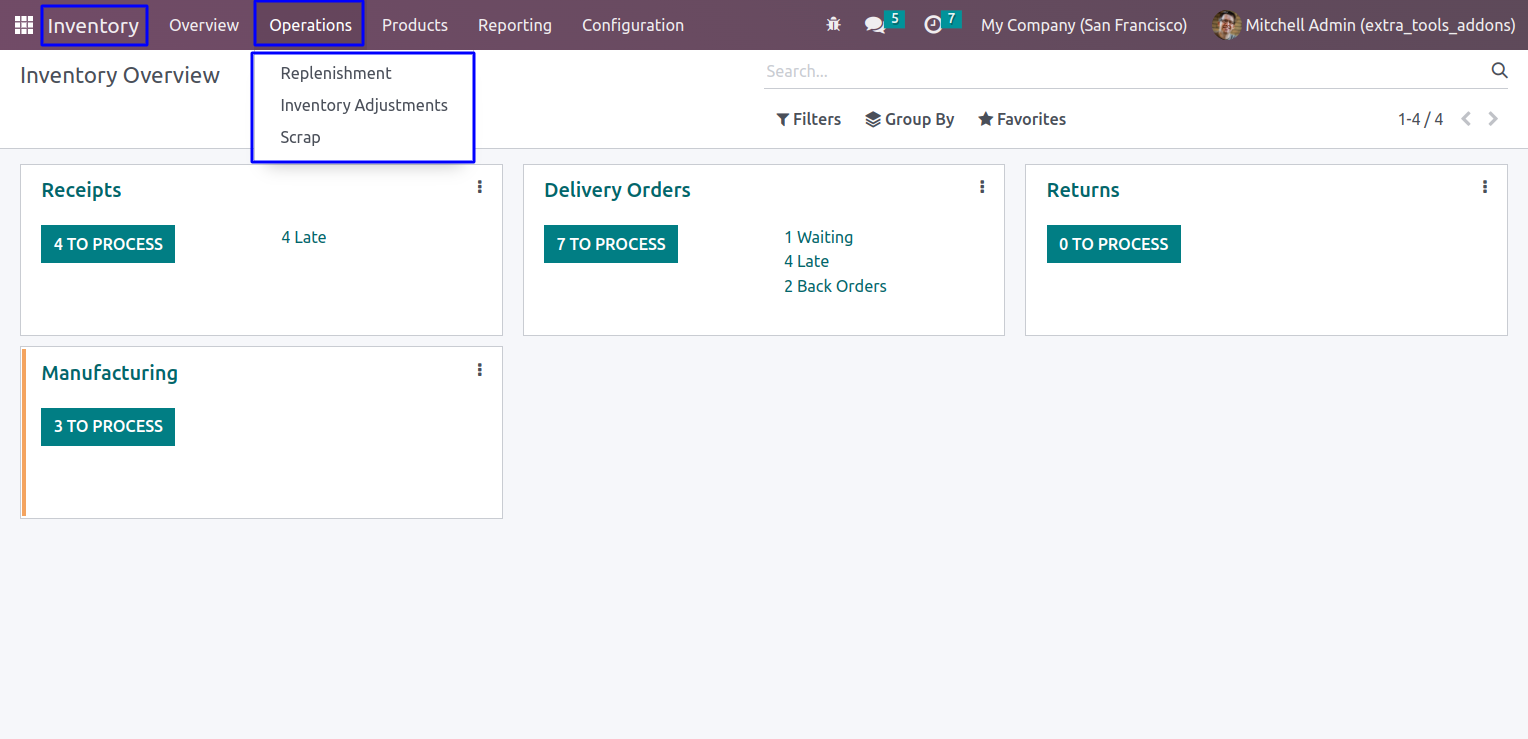 Inventory Overview Operations Products Reporting Configuration 5 7 My Company (San Francisco) Mitchell Admin (extra_tools_addons)
Inventory Overview
Replenishment
Inventory Adjustments
Scrap
Search...
Filters Group By Favorites 1-4 / 4
Receipts
4 TO PROCESS
4 Late
Delivery Orders
7 TO PROCESS
1 Waiting
4 Late
2 Back Orders
Returns
0 TO PROCESS
Manufacturing
3 TO PROCESS